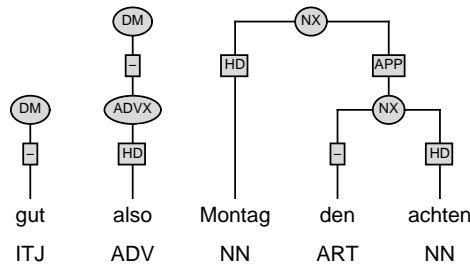 DM NX
– HD APP
DM ADVX NX
– HD – HD
gut also Montag den achten
ITJ ADV NN ART NN